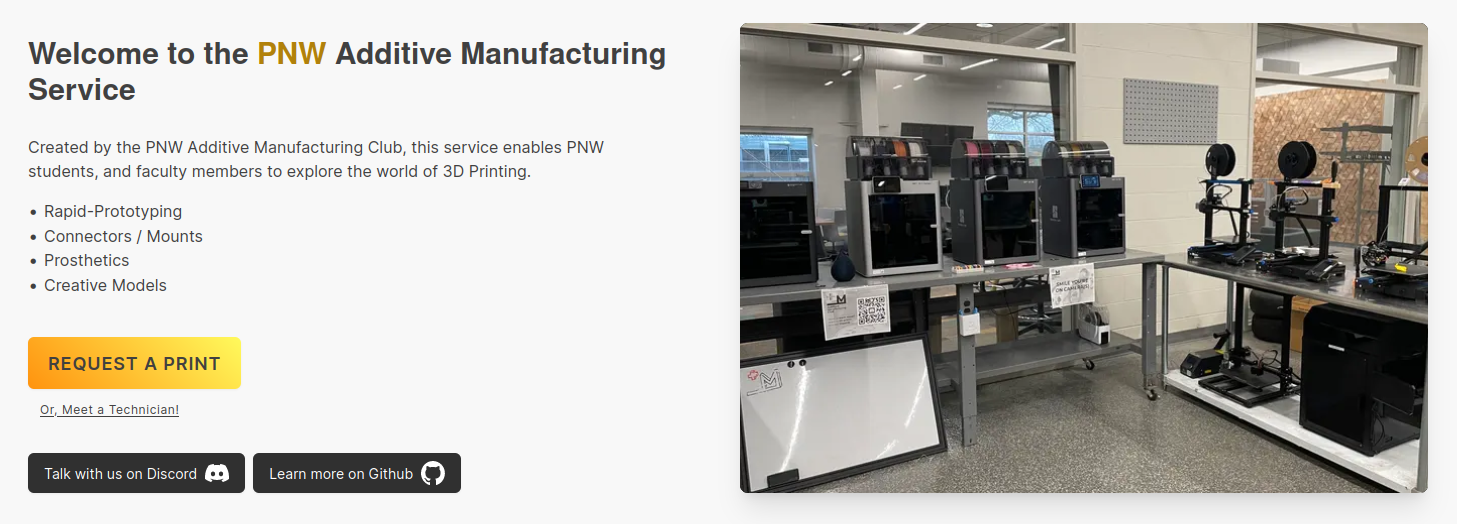 Welcome to the PNW Additive Manufacturing
Service
Created by the PNW Additive Manufacturing Club, this service enables PNW
students, and faculty members to explore the world of 3D Printing.
• Rapid-Prototyping
• Connectors / Mounts
• Prosthetics
• Creative Models
REQUEST A PRINT
Or, Meet a Technician!
Talk with us on Discord
Learn more on Github
SMILE YOU'RE
ON CAMERA(S)!